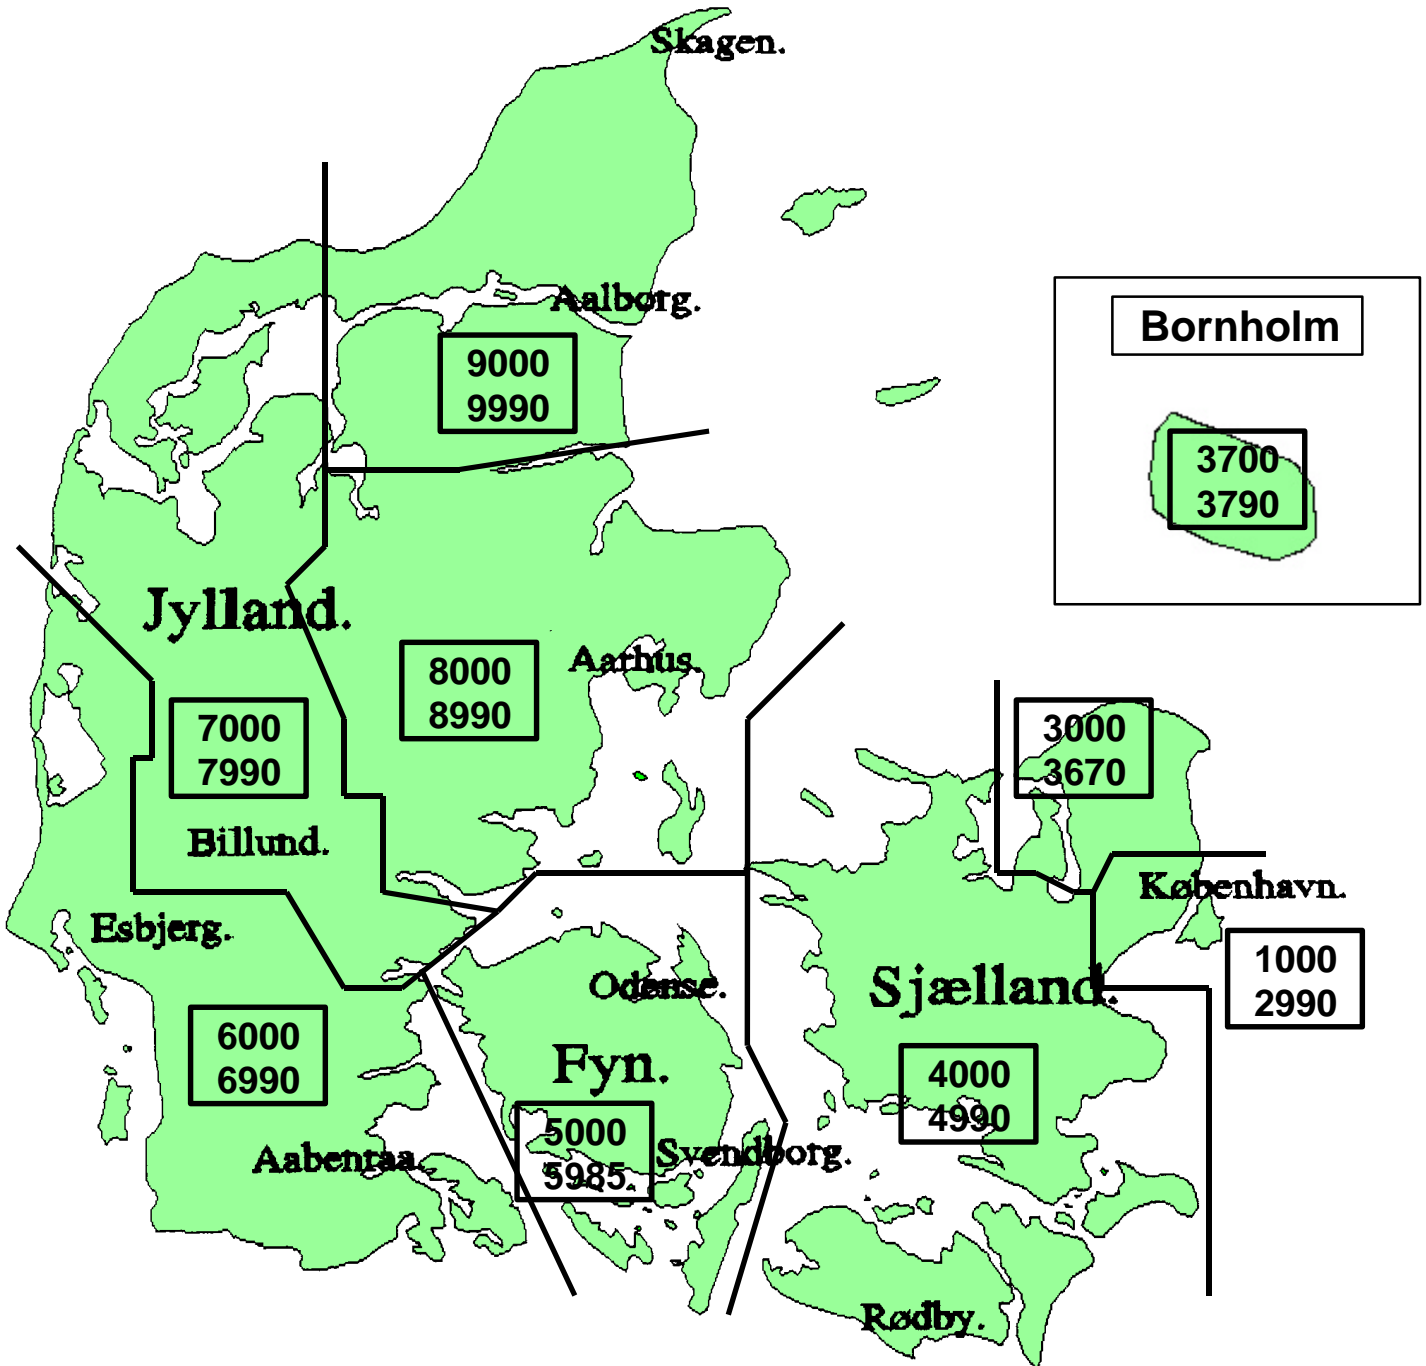 Skagen.
Aalborg.
9000
9990
Bornholm
3700
3790
Jylland.
8000
8990
Aarhus.
7000
7990
3000
3670
Billund.
København.
Esbjerg.
1000
2990
Odense.
Sjælland.
6000
6990
Fyn.
4000
4990
5000
5985
Svendborg.
Aabenraa.
Rødby.